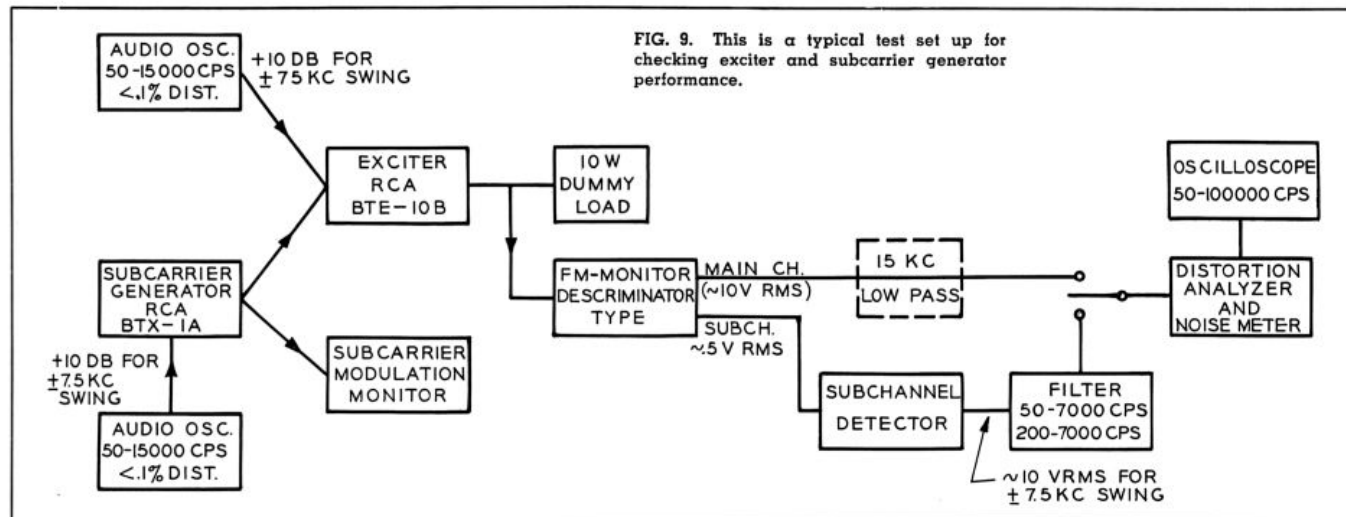 FIG. 9. This is a typical test set up for
checking exciter and subcarrier generator
performance.
AUDIO OSC.
50-15000 CPS
<.1% DIST.
+10 DB FOR
±75 KC SWING
EXCITER
RCA
BTE-10B
10 W
DUMMY
LOAD
SUBCARRIER
GENERATOR
RCA
BTX-1A
+10 DB FOR
±7.5 KC
SWING
AUDIO OSC.
50-15000 CPS
<.1% DIST.
SUBCARRIER
MODULATION
MONITOR
FM-MONITOR
DESCRIMINATOR
TYPE
MAIN CH.
(~10V RMS)
SUBCH.
~.5 V RMS
15 KC
LOW PASS
SUBCHANNEL
DETECTOR
FILTER
50-7000 CPS
200-7000 CPS
~10 VRMS FOR
±7.5 KC SWING
OSCILLOSCOPE
50-100000 CPS
DISTORTION
ANALYZER
AND
NOISE METER